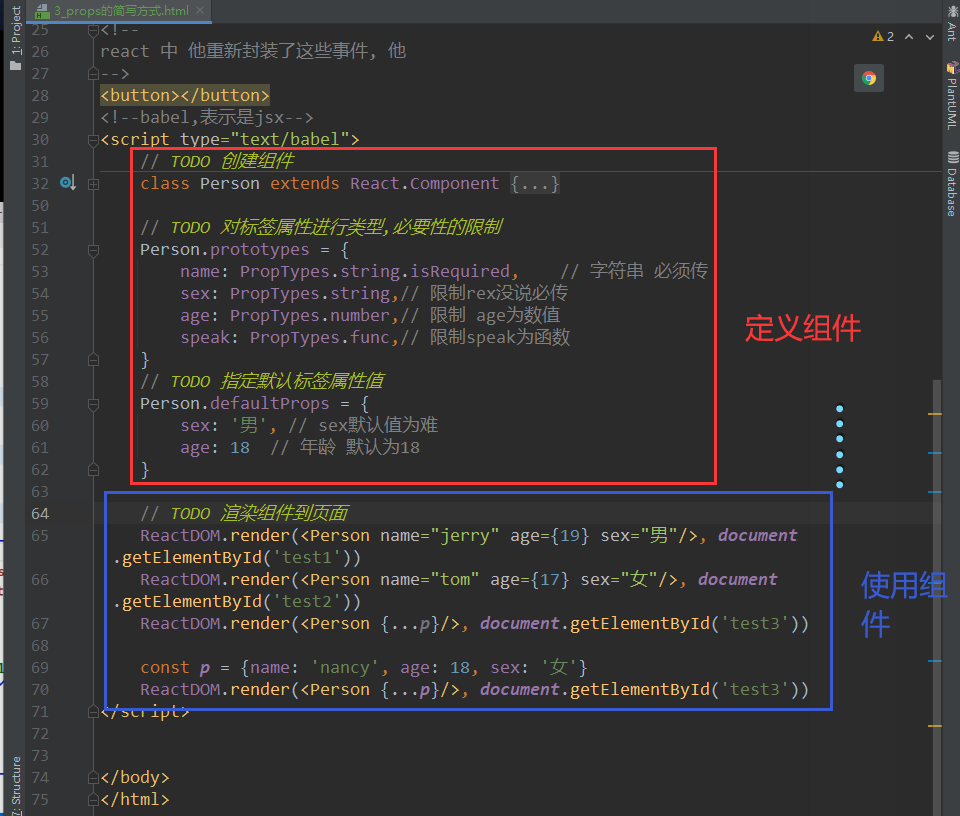 3_props的简写方式.html
1: Project
Ant
PlantUML
Database
7: Structure
2
25 <!--
26 react 中 他重新封装了这些事件, 他
27 -->
28 <button></button>
29 <!--babel,表示是jsx-->
30 <script type="text/babel">
31 // TODO 创建组件
32 class Person extends React.Component {...}
50
51 // TODO 对标签属性进行类型,必要性的限制
52 Person.prototypes = {
53 name: PropTypes.string.isRequired, // 字符串 必须传
54 sex: PropTypes.string,// 限制rex没说必传
55 age: PropTypes.number,// 限制 age为数值
56 speak: PropTypes.func,// 限制speak为函数
57 }
58 // TODO 指定默认标签属性值
59 Person.defaultProps = {
60 sex: '男', // sex默认值为难
61 age: 18 // 年龄 默认为18
62 }
63
定义组件
64 // TODO 渲染组件到页面
65 ReactDOM.render(<Person name="jerry" age={19} sex="男"/>, document
.getElementById('test1'))
66 ReactDOM.render(<Person name="tom" age={17} sex="女"/>, document
.getElementById('test2'))
67 ReactDOM.render(<Person {...p}/>, document.getElementById('test3'))
68
69 const p = {name: 'nancy', age: 18, sex: '女'}
70 ReactDOM.render(<Person {...p}/>, document.getElementById('test3'))
71 </script>
使用组
件
72
73
74 </body>
75 </html>